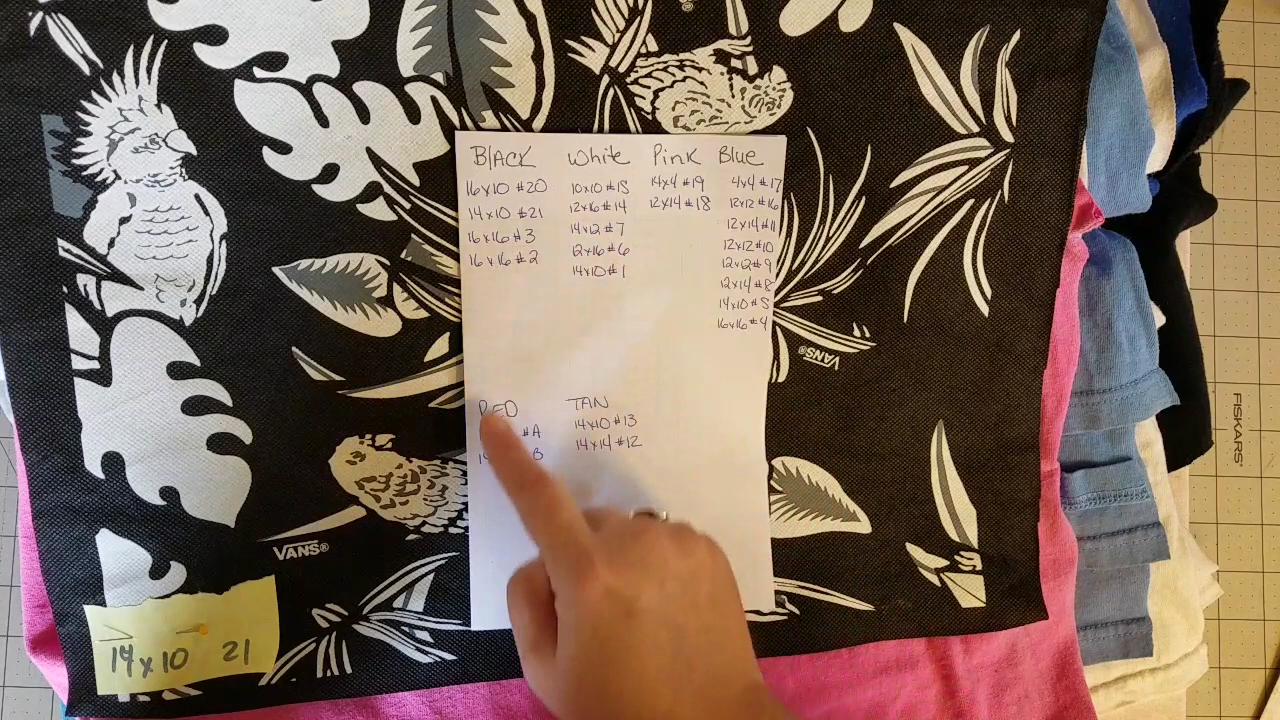 BLACK
16x10 #20
14x10 #21
16x16 #3
16x16 #2
White
10x10 #15
12x16 #14
14x12 #7
12x16 #6
14x10 #1
Pink
14x4 #19
12x14 #18
Blue
4x4 #17
12x12 #16
12x14 #11
12x12 #10
12x12 #9
12x14 #8
14x10 #5
16x16 #4
RED
#A
B
TAN
14x10 #13
14x14 #12
VANS®
VANS®
14x10 21
FISKARS